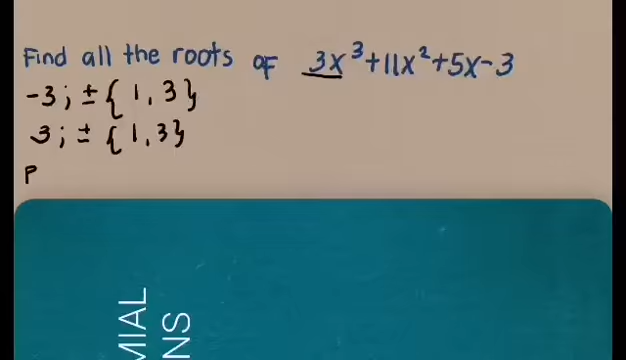 Find all the roots of 3x³+11x²+5x-3
-3; ±{1,3}
3; ±{1,3}
P
MIAL
NS